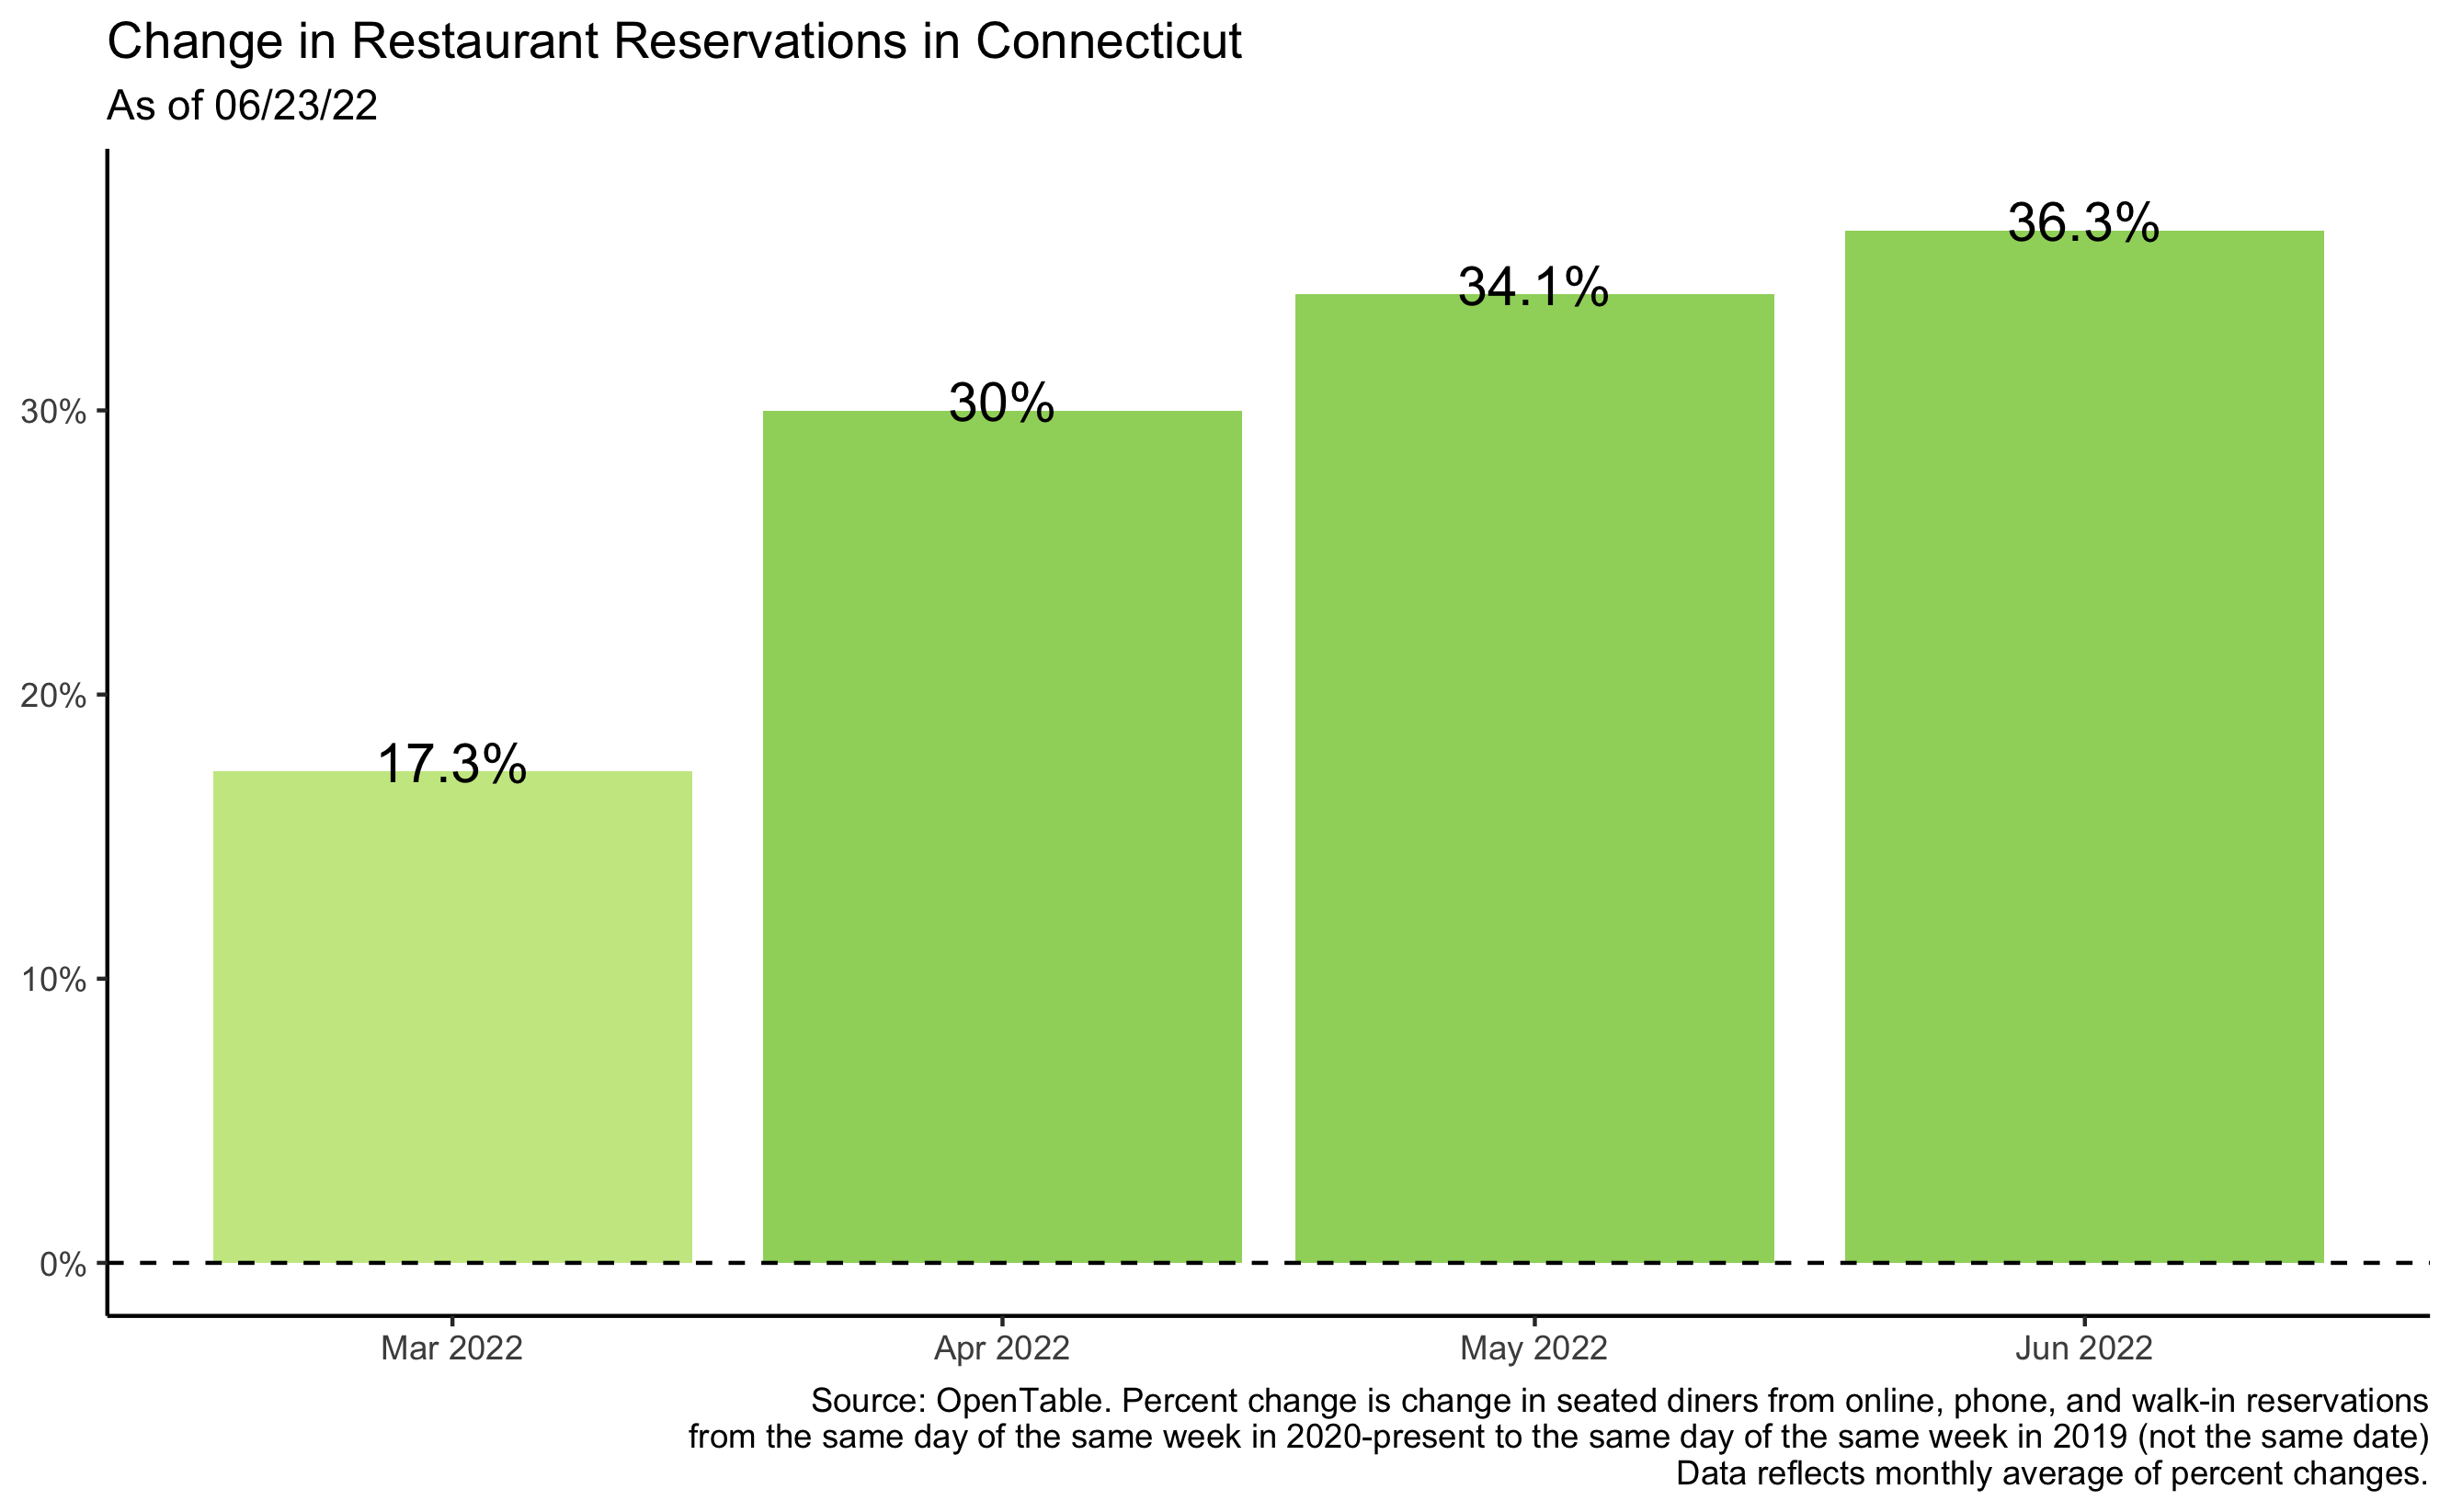 Change in Restaurant Reservations in Connecticut
As of 06/23/22
36.3%
34.1%
30%
17.3%
30%
20%
10%
0%
Mar 2022 Apr 2022 May 2022 Jun 2022
Source: OpenTable. Percent change is change in seated diners from online, phone, and walk-in reservations
from the same day of the same week in 2020-present to the same day of the same week in 2019 (not the same date)
Data reflects monthly average of percent changes.